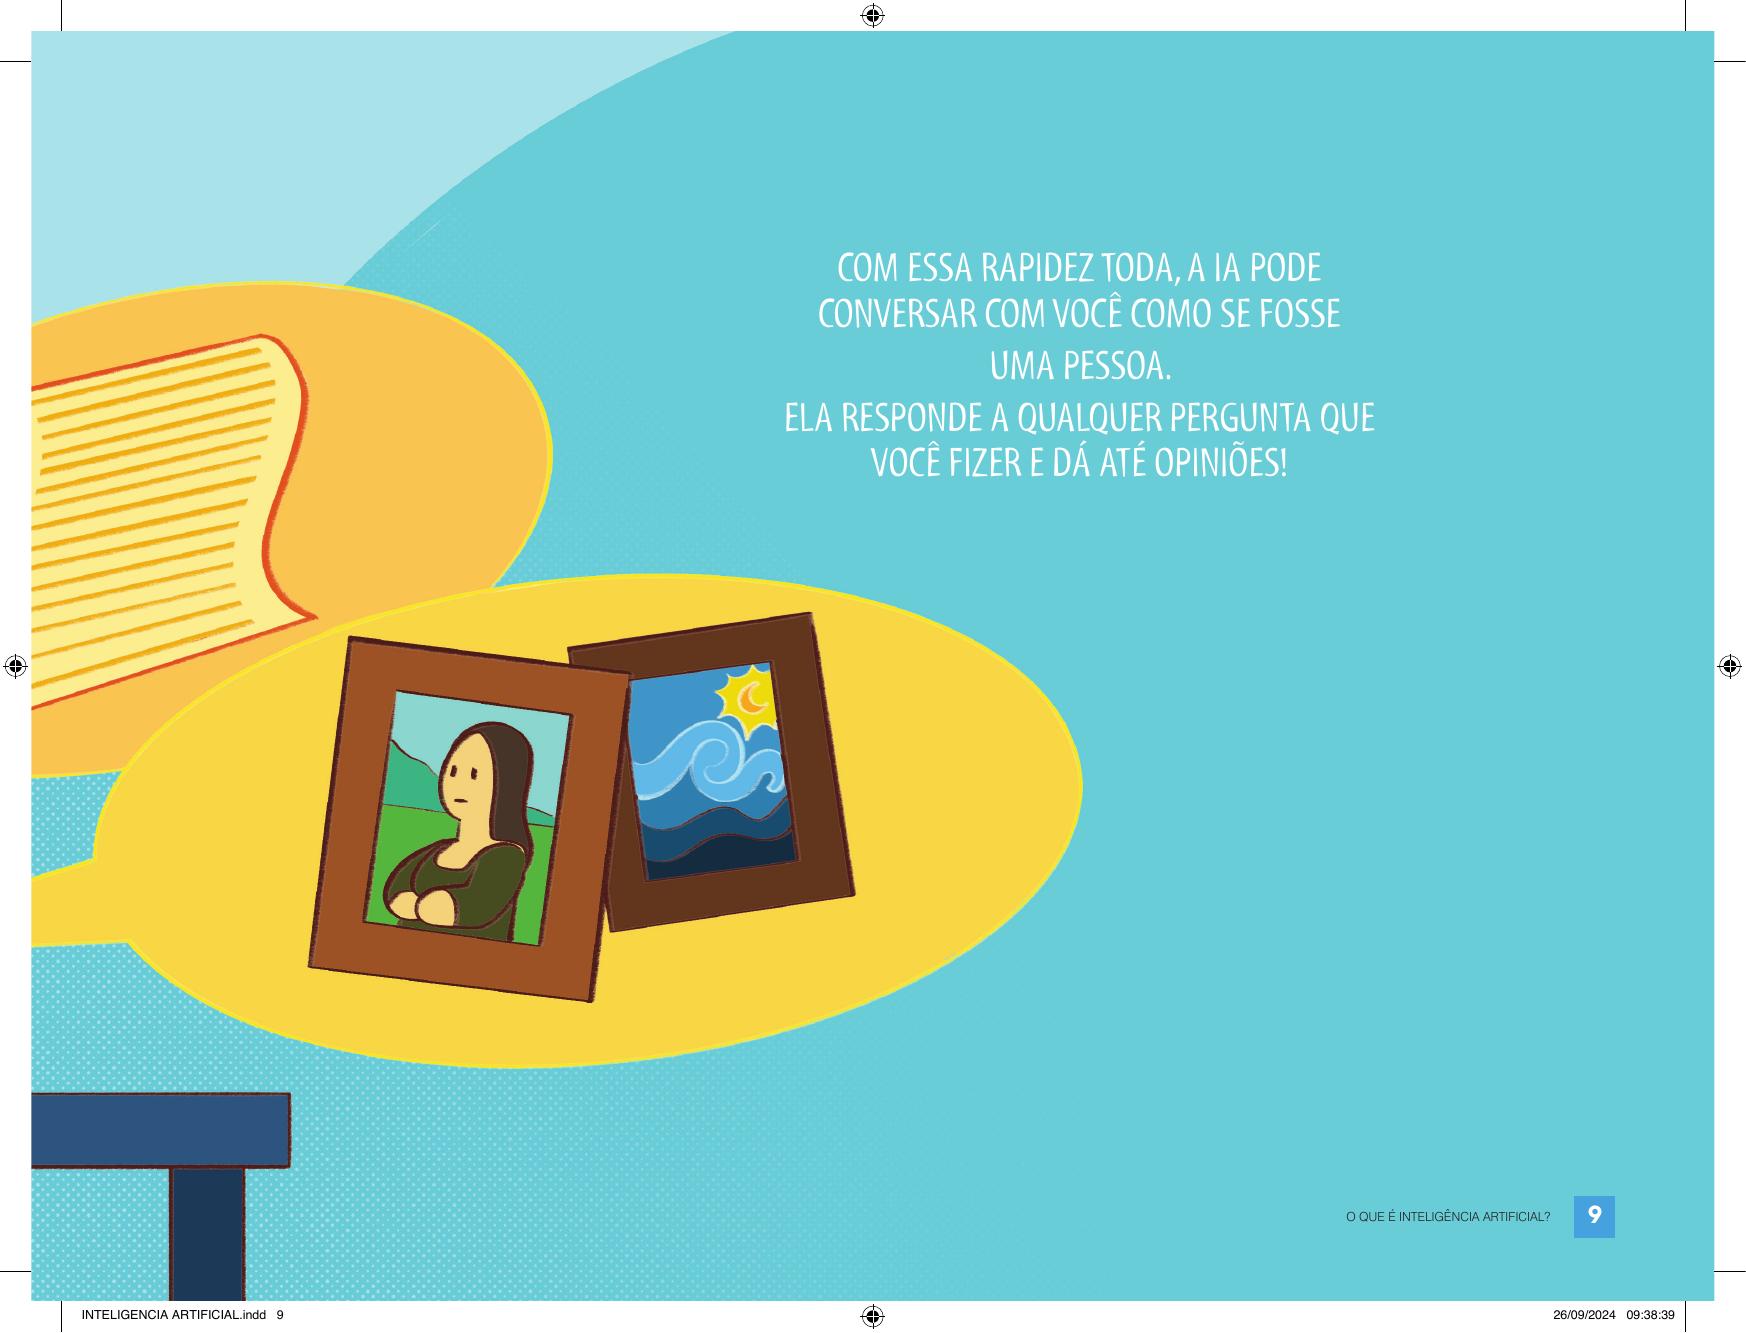 COM ESSA RAPIDEZ TODA, A IA PODE
CONVERSAR COM VOCÊ COMO SE FOSSE
UMA PESSOA.
ELA RESPONDE A QUALQUER PERGUNTA QUE
VOCÊ FIZER E DÁ ATÉ OPINIÕES!
O QUE É INTELIGÊNCIA ARTIFICIAL? 9
INTELIGENCIA ARTIFICIAL.indd 9 26/09/2024 09:38:39